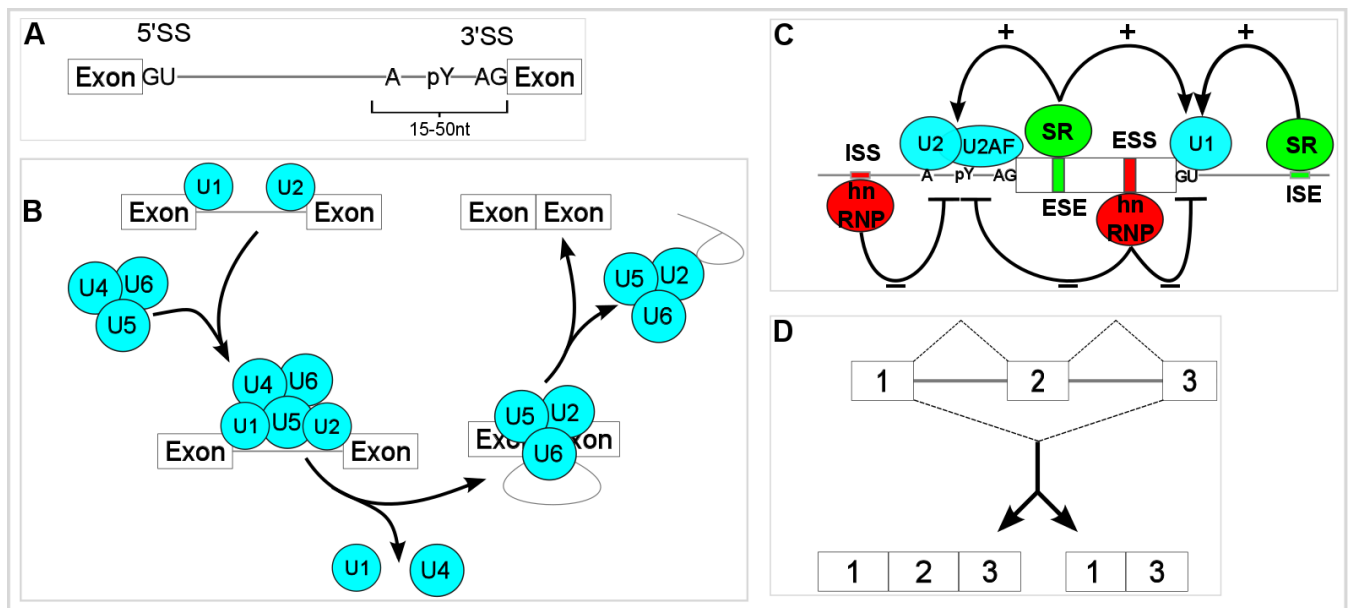 A
5'SS 3'SS
Exon GU A pY AG Exon
15-50nt
B
U1 U2
Exon Exon
Exon Exon
U4 U6
U5
U5 U2
U6
U4 U6
U1 U5 U2
Exon Exon
U5 U2
Exon Exon
U6
U1 U4
C
+ + +
SR ESS
U2 U2AF U1 SR
ISS
A pY AG GU
hn
RNP
ESE
hn
RNP
ISE
– – –
D
1 2 3
1 2 3 1 3